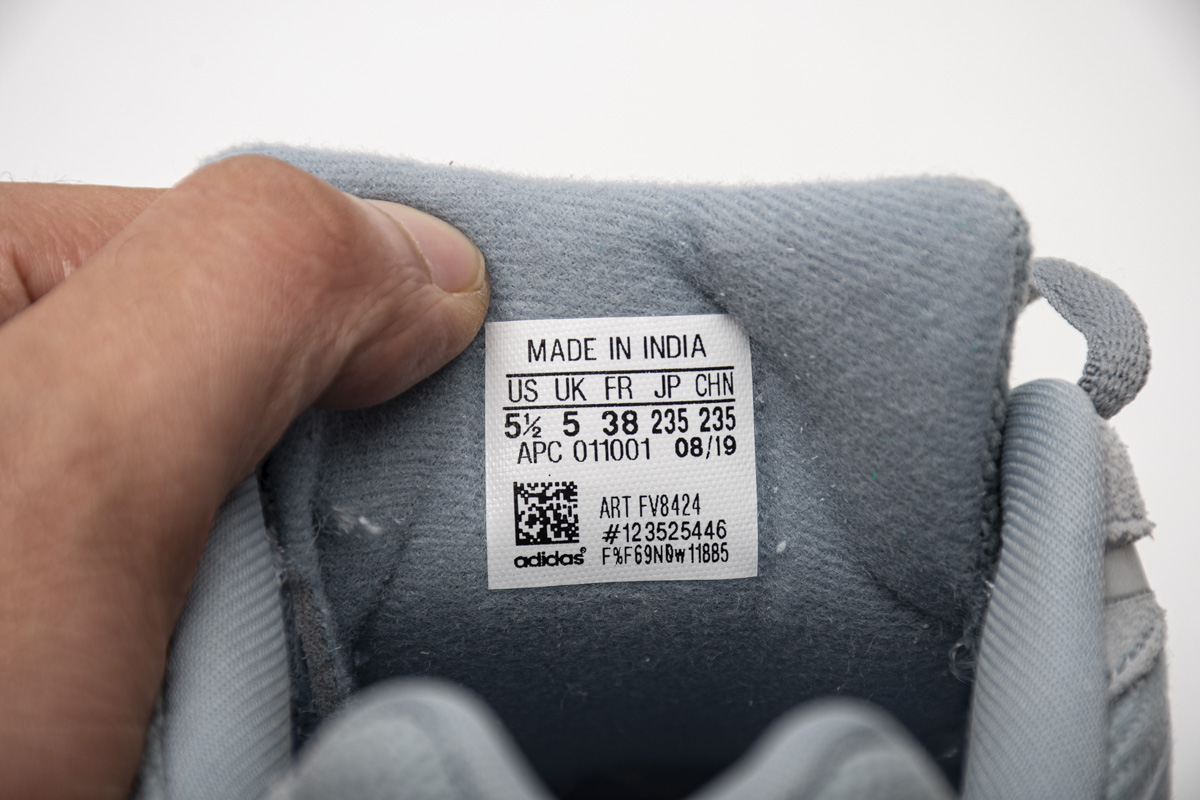 MADE IN INDIA
US UK FR JP CHN
5½ 5 38 235 235
APC 011001 08/19
ART FV8424
#123525446
adidas® F%F69N0w11885